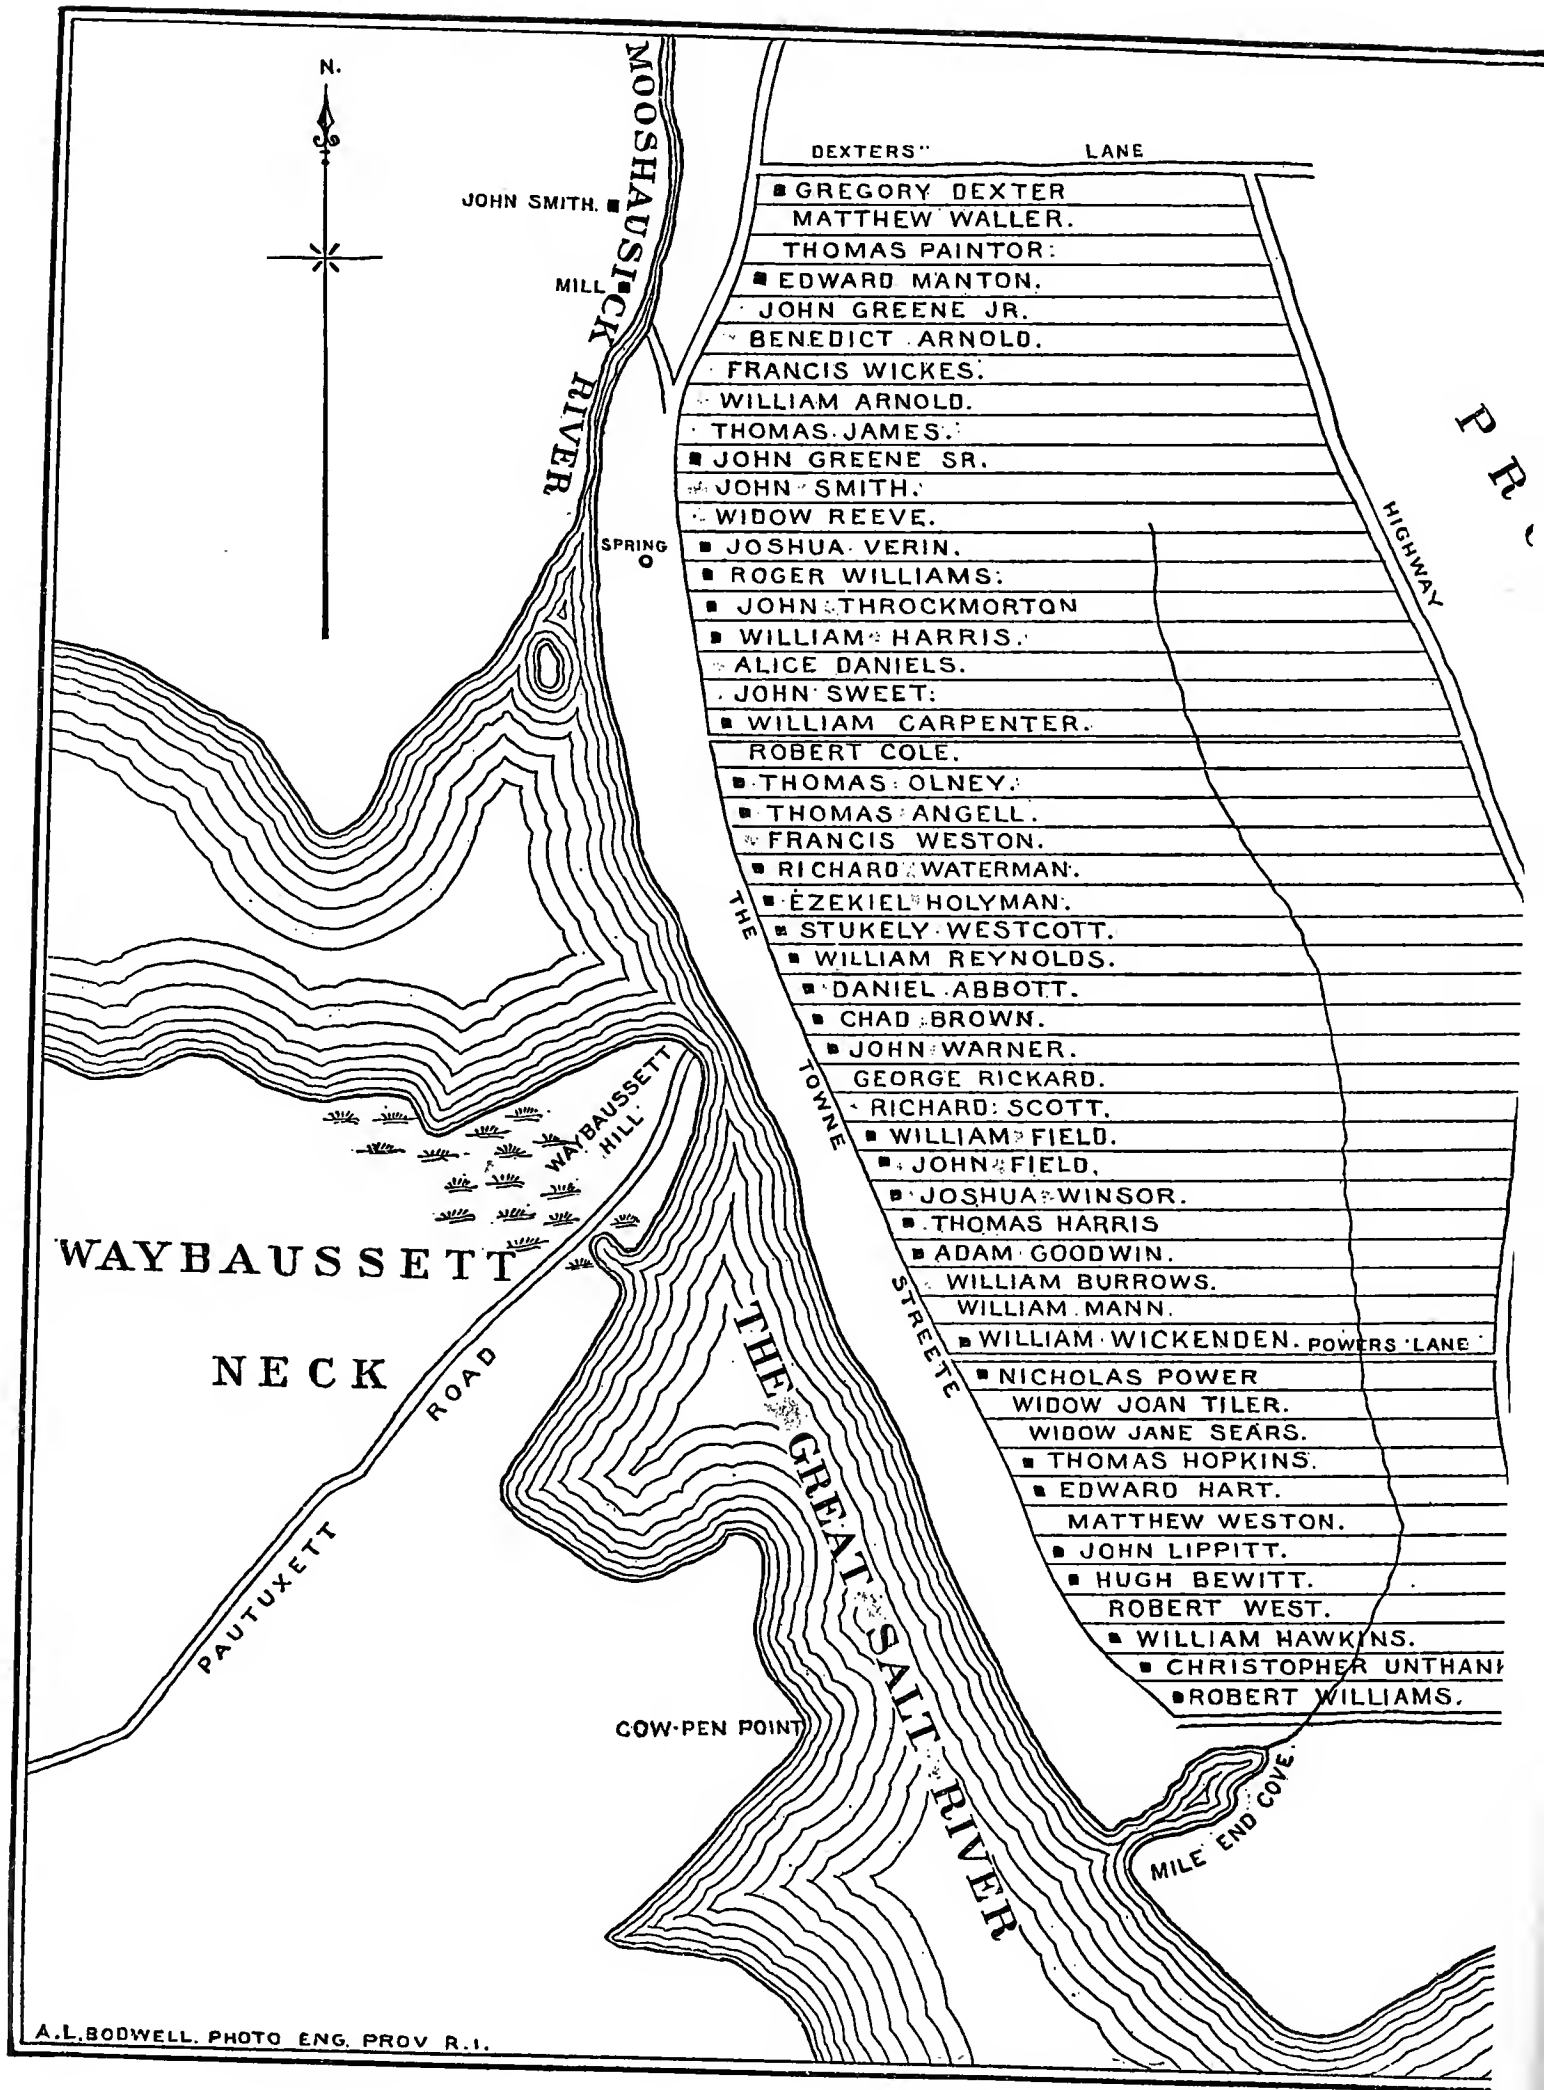 N.
MOOSHAUSICK RIVER
JOHN SMITH.
MILL
SPRING
DEXTERS" LANE
GREGORY DEXTER
MATTHEW WALLER.
THOMAS PAINTOR:
EDWARD MANTON.
JOHN GREENE JR.
BENEDICT ARNOLD.
FRANCIS WICKES.
WILLIAM ARNOLD.
THOMAS JAMES.
JOHN GREENE SR.
JOHN SMITH.
WIDOW REEVE.
JOSHUA VERIN.
ROGER WILLIAMS:
JOHN THROCKMORTON
WILLIAM HARRIS.
ALICE DANIELS.
JOHN SWEET:
WILLIAM CARPENTER.
ROBERT COLE.
THOMAS OLNEY.
THOMAS ANGELL.
FRANCIS WESTON.
RICHARD WATERMAN.
EZEKIEL HOLYMAN.
STUKELY WESTCOTT.
WILLIAM REYNOLDS.
DANIEL ABBOTT.
CHAD BROWN.
JOHN WARNER.
GEORGE RICKARD.
RICHARD SCOTT.
WILLIAM FIELD.
JOHN FIELD.
JOSHUA WINSOR.
THOMAS HARRIS
ADAM GOODWIN.
WILLIAM BURROWS.
WILLIAM MANN.
WILLIAM WICKENDEN. POWERS LANE
NICHOLAS POWER
WIDOW JOAN TILER.
WIDOW JANE SEARS.
THOMAS HOPKINS.
EDWARD HART.
MATTHEW WESTON.
JOHN LIPPITT.
HUGH BEWITT.
ROBERT WEST.
WILLIAM HAWKINS.
CHRISTOPHER UNTHAN
ROBERT WILLIAMS.
HIGHWAY
PR
THE TOWNE STREETE
WAYBAUSSETT
HILL
WAYBAUSSETT
NECK
PAUTUXETT ROAD
THE GREAT SALT RIVER
COW-PEN POINT
MILE END COVE.
A.L.BODWELL. PHOTO ENG. PROV R.I.